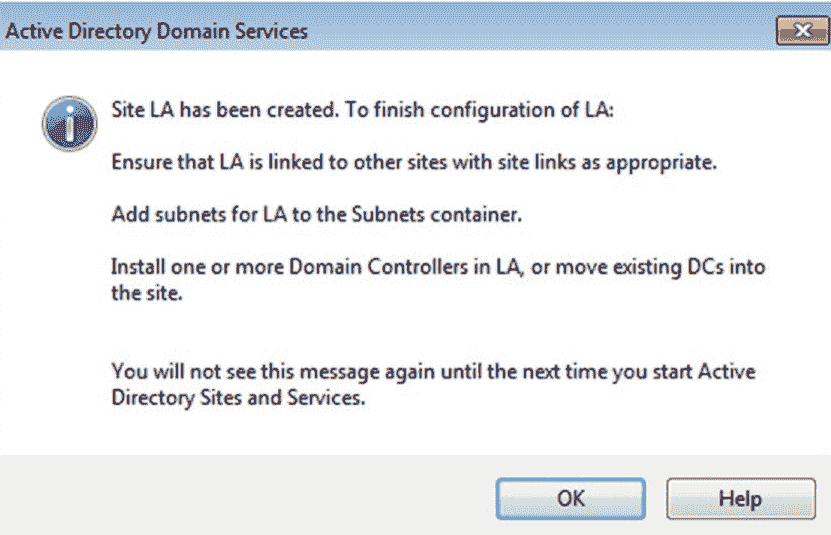 Active Directory Domain Services
Site LA has been created. To finish configuration of LA:
Ensure that LA is linked to other sites with site links as appropriate.
Add subnets for LA to the Subnets container.
Install one or more Domain Controllers in LA, or move existing DCs into
the site.
You will not see this message again until the next time you start Active
Directory Sites and Services.
OK
Help